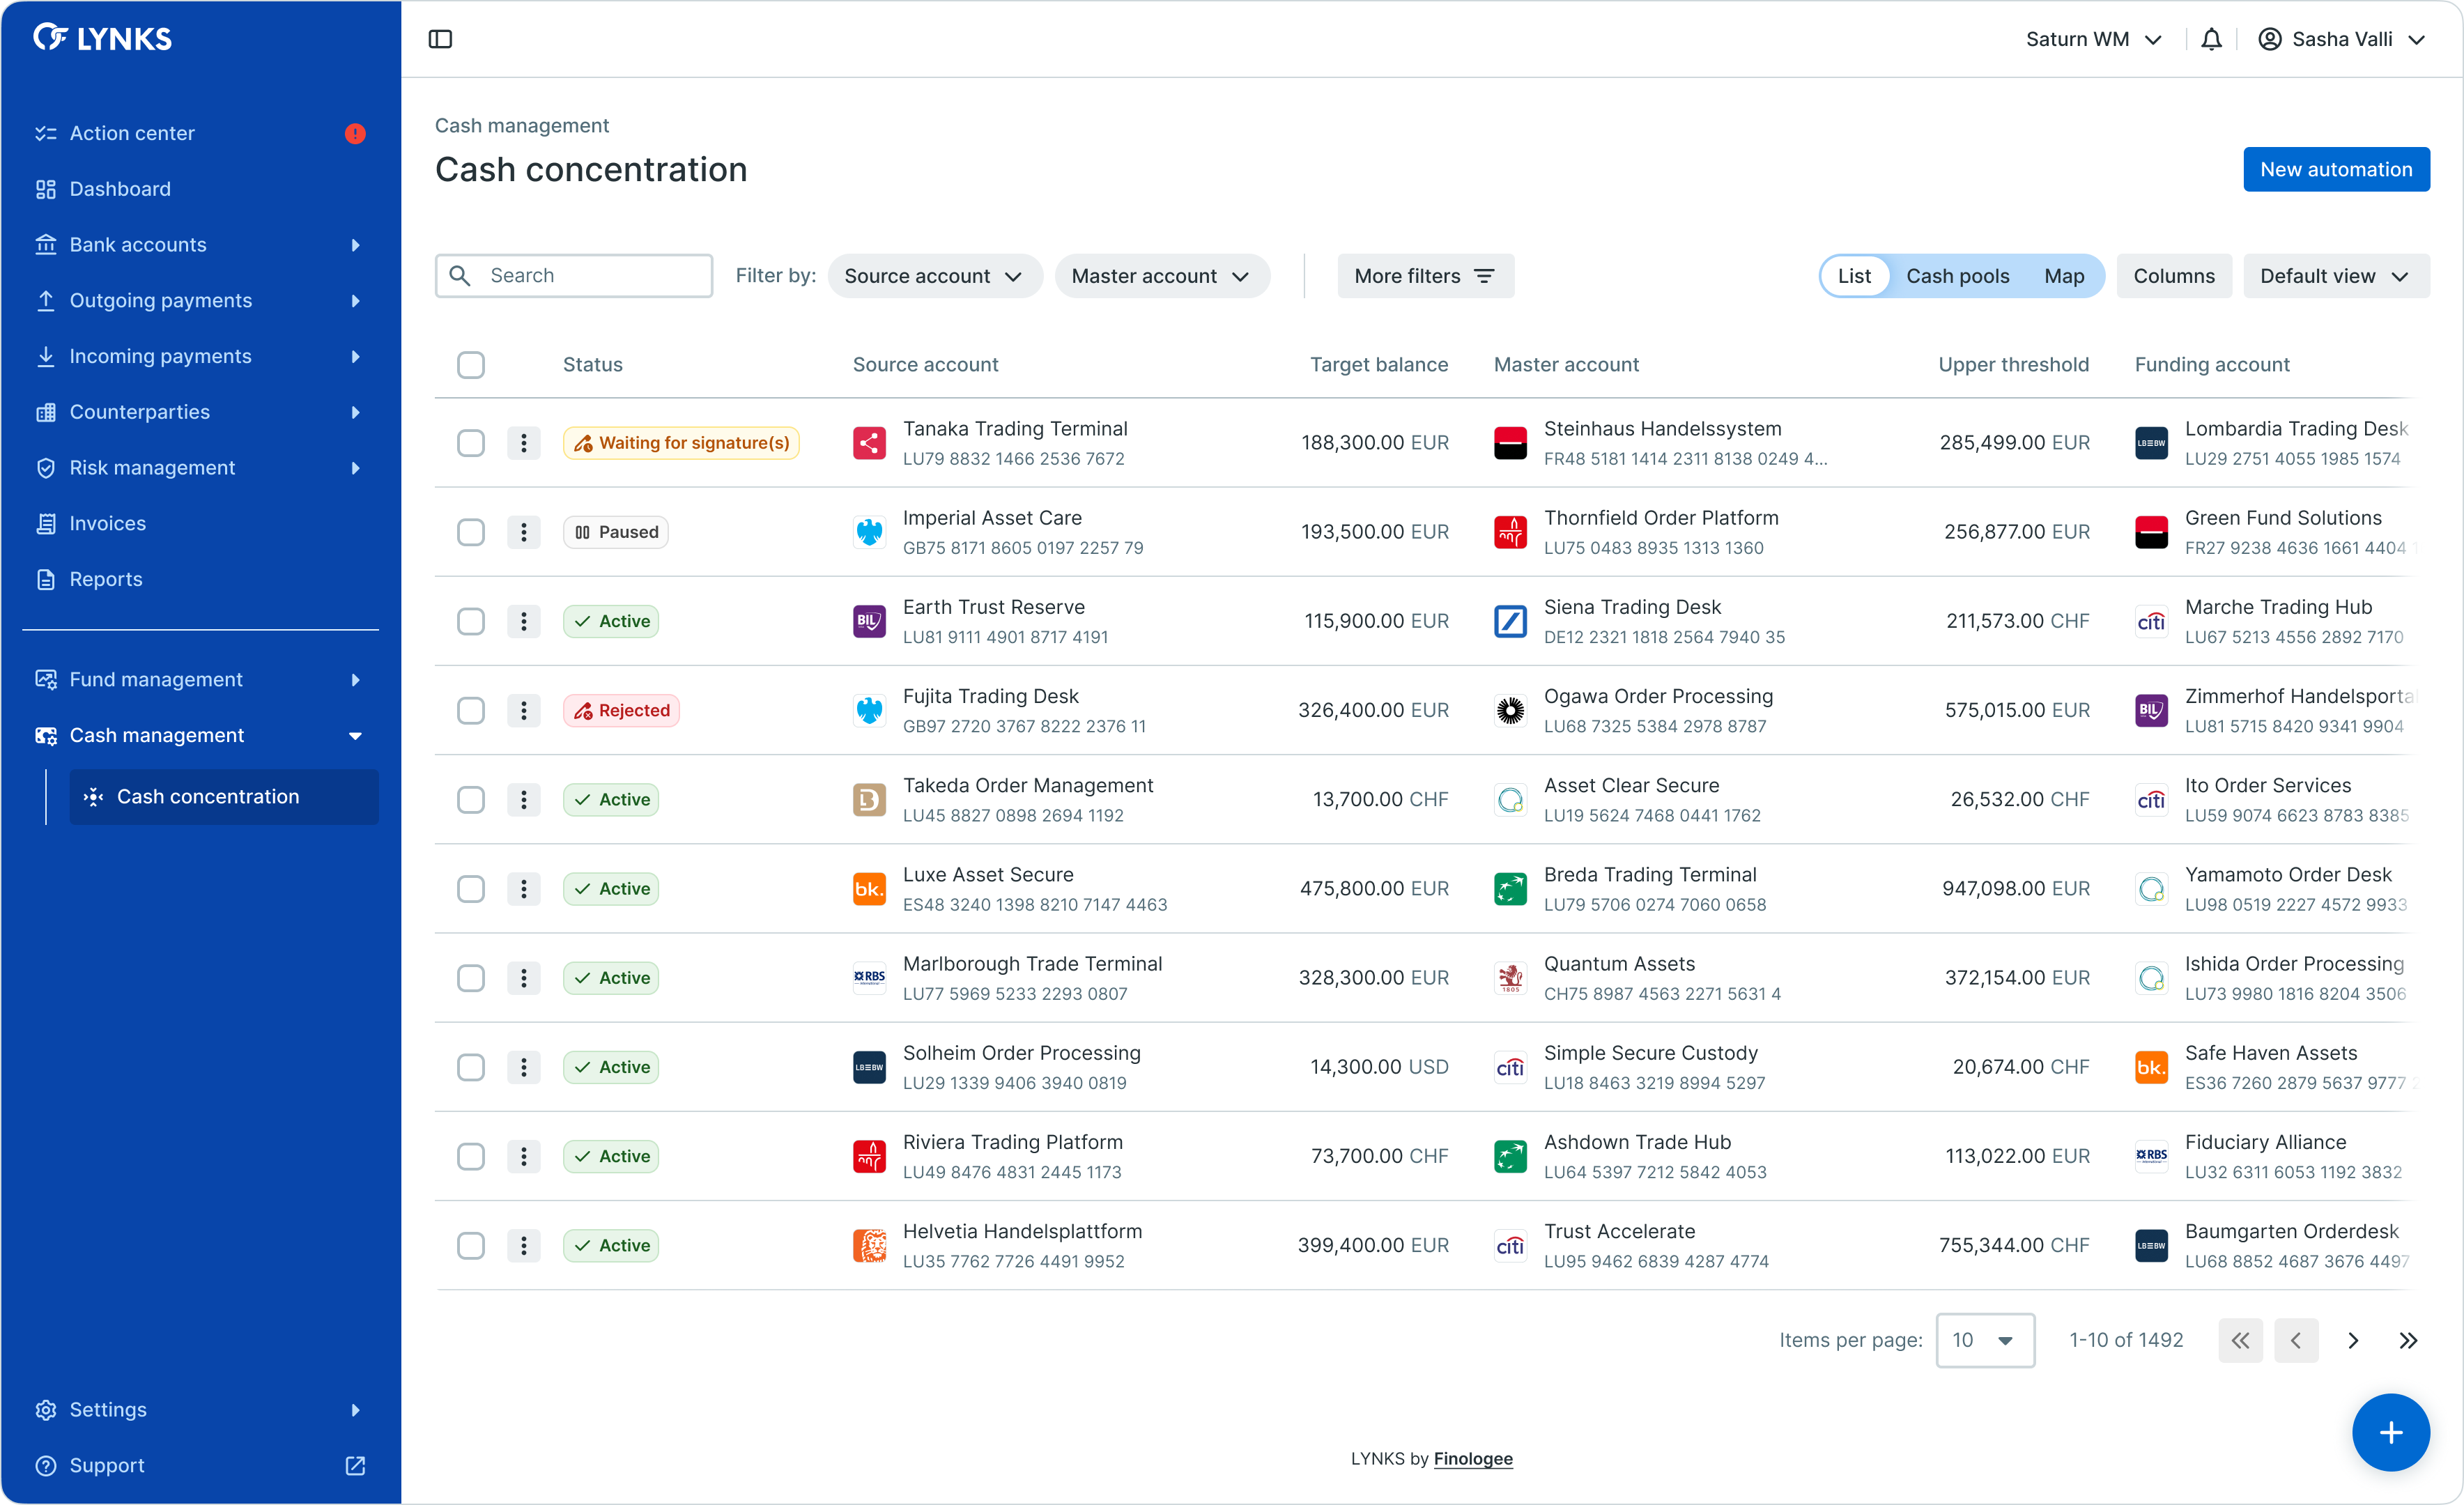 LYNKS
Saturn WM
Sasha Valli
Action center
Dashboard
Bank accounts
Outgoing payments
Incoming payments
Counterparties
Risk management
Invoices
Reports
Fund management
Cash management
Cash concentration
Settings
Support
Cash management
Cash concentration
New automation
Search
Filter by:
Source account
Master account
More filters
List
Cash pools
Map
Columns
Default view
Status
Source account
Target balance
Master account
Upper threshold
Funding account
Waiting for signature(s)
Tanaka Trading Terminal
LU79 8832 1466 2536 7672
188,300.00 EUR
Steinhaus Handelssystem
FR48 5181 1414 2311 8138 0249 4...
285,499.00 EUR
LB≡BW
Lombardia Trading Desk
LU29 2751 4055 1985 1574
Paused
Imperial Asset Care
GB75 8171 8605 0197 2257 79
193,500.00 EUR
Thornfield Order Platform
LU75 0483 8935 1313 1360
256,877.00 EUR
Green Fund Solutions
FR27 9238 4636 1661 4404 1
Active
BIL
Earth Trust Reserve
LU81 9111 4901 8717 4191
115,900.00 EUR
Siena Trading Desk
DE12 2321 1818 2564 7940 35
211,573.00 CHF
citi
Marche Trading Hub
LU67 5213 4556 2892 7170
Rejected
Fujita Trading Desk
GB97 2720 3767 8222 2376 11
326,400.00 EUR
Ogawa Order Processing
LU68 7325 5384 2978 8787
575,015.00 EUR
BIL
Zimmerhof Handelsportal
LU81 5715 8420 9341 9904
Active
Takeda Order Management
LU45 8827 0898 2694 1192
13,700.00 CHF
Asset Clear Secure
LU19 5624 7468 0441 1762
26,532.00 CHF
citi
Ito Order Services
LU59 9074 6623 8783 8385
Active
bk.
Luxe Asset Secure
ES48 3240 1398 8210 7147 4463
475,800.00 EUR
Breda Trading Terminal
LU79 5706 0274 7060 0658
947,098.00 EUR
Yamamoto Order Desk
LU98 0519 2227 4572 9933
Active
RBS
Marlborough Trade Terminal
LU77 5969 5233 2293 0807
328,300.00 EUR
1805
Quantum Assets
CH75 8987 4563 2271 5631 4
372,154.00 EUR
Ishida Order Processing
LU73 9980 1816 8204 3506
Active
LB≡BW
Solheim Order Processing
LU29 1339 9406 3940 0819
14,300.00 USD
citi
Simple Secure Custody
LU18 8463 3219 8994 5297
20,674.00 CHF
bk.
Safe Haven Assets
ES36 7260 2879 5637 9777 2
Active
Riviera Trading Platform
LU49 8476 4831 2445 1173
73,700.00 CHF
Ashdown Trade Hub
LU64 5397 7212 5842 4053
113,022.00 EUR
RBS
Fiduciary Alliance
LU32 6311 6053 1192 3832
Active
Helvetia Handelsplattform
LU35 7762 7726 4491 9952
399,400.00 EUR
citi
Trust Accelerate
LU95 9462 6839 4287 4774
755,344.00 CHF
LB≡BW
Baumgarten Orderdesk
LU68 8852 4687 3676 4497
Items per page:
10
1-10 of 1492
LYNKS by Finologee